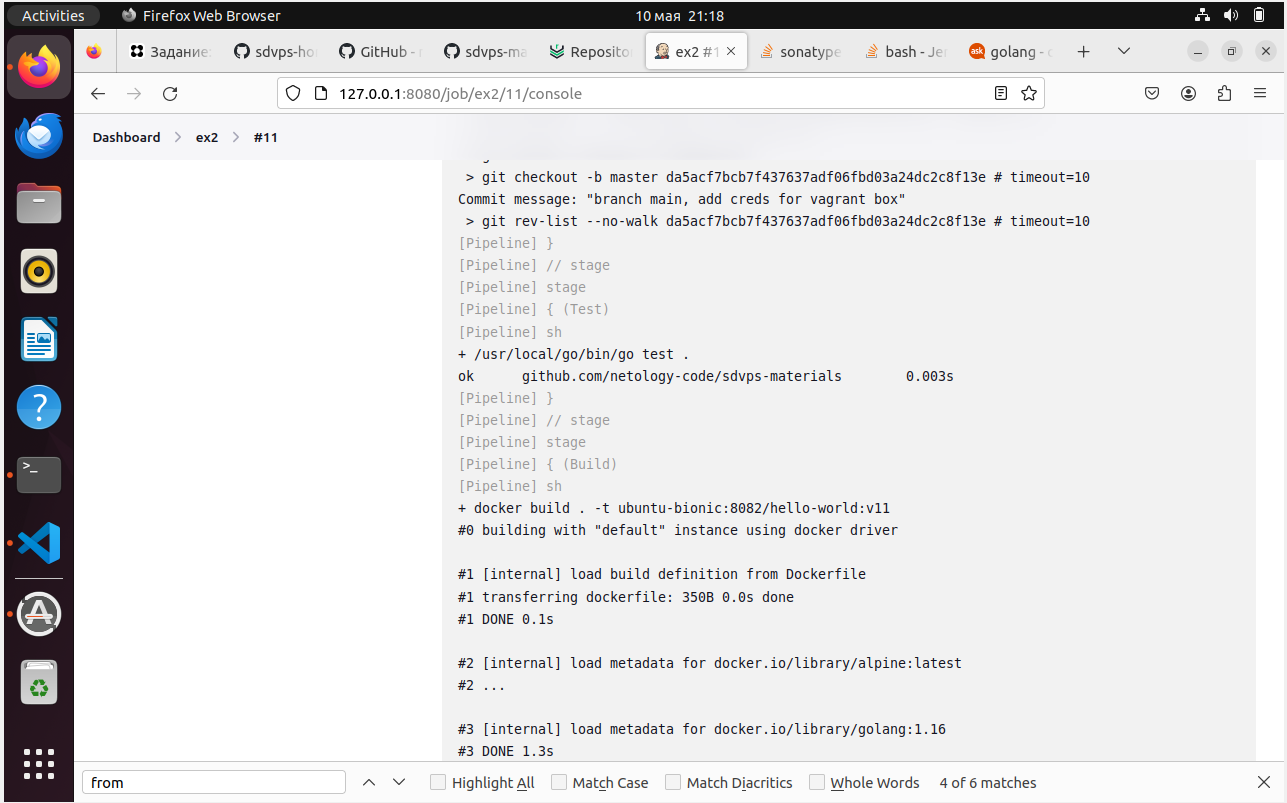 Activities Firefox Web Browser 10 мая 21:18
Задание: sdvps-ho GitHub - sdvps-ma Reposito ex2 #1 sonatype bash - Je golang -
127.0.0.1:8080/job/ex2/11/console
Dashboard ex2 #11
> git checkout -b master da5acf7bcb7f437637adf06fbd03a24dc2c8f13e # timeout=10
Commit message: "branch main, add creds for vagrant box"
> git rev-list --no-walk da5acf7bcb7f437637adf06fbd03a24dc2c8f13e # timeout=10
[Pipeline] }
[Pipeline] // stage
[Pipeline] stage
[Pipeline] { (Test)
[Pipeline] sh
+ /usr/local/go/bin/go test .
ok github.com/netology-code/sdvps-materials 0.003s
[Pipeline] }
[Pipeline] // stage
[Pipeline] stage
[Pipeline] { (Build)
[Pipeline] sh
+ docker build . -t ubuntu-bionic:8082/hello-world:v11
#0 building with "default" instance using docker driver
#1 [internal] load build definition from Dockerfile
#1 transferring dockerfile: 350B 0.0s done
#1 DONE 0.1s
#2 [internal] load metadata for docker.io/library/alpine:latest
#2 ...
#3 [internal] load metadata for docker.io/library/golang:1.16
#3 DONE 1.3s
from Highlight All Match Case Match Diacritics Whole Words 4 of 6 matches